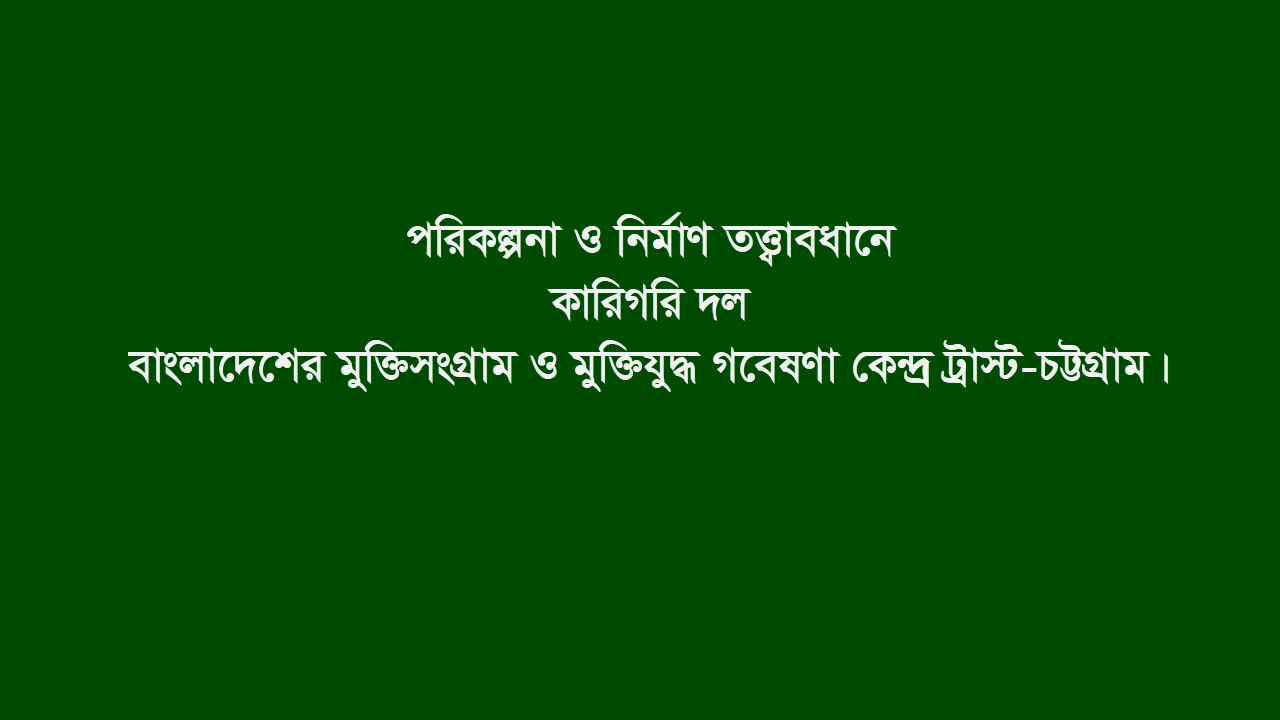 পরিকল্পনা ও নির্মাণ তত্ত্বাবধানে
কারিগরি দল
বাংলাদেশের মুক্তিসংগ্রাম ও মুক্তিযুদ্ধ গবেষণা কেন্দ্র ট্রাস্ট-চট্টগ্রাম।